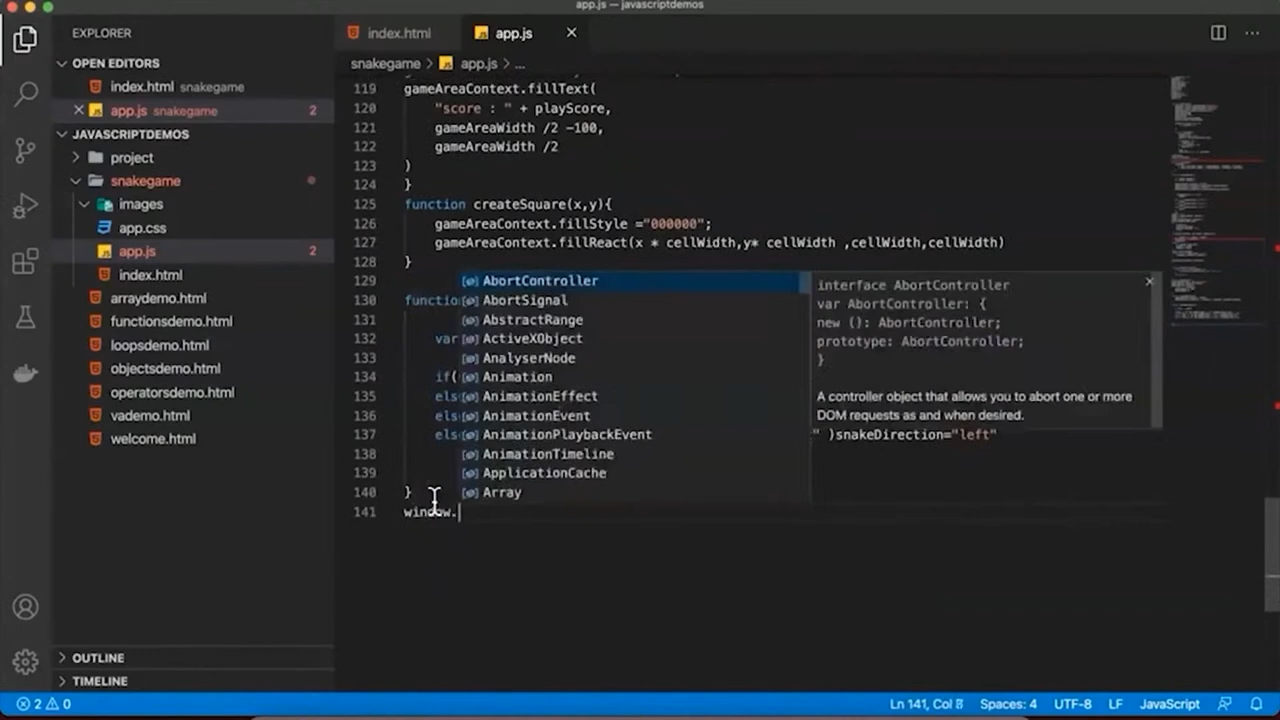 app.js — javascriptdemos
EXPLORER
index.html
app.js
OPEN EDITORS
snakegame > app.js > ...
index.html snakegame
app.js snakegame 2
JAVASCRIPTDEMOS
project
snakegame
images
app.css
app.js 2
index.html
arraydemo.html
functionsdemo.html
loopsdemo.html
objectsdemo.html
operatorsdemo.html
vademo.html
welcome.html
OUTLINE
TIMELINE
119 gameAreaContext.fillText(
120 "score : " + playScore,
121 gameAreaWidth /2 -100,
122 gameAreaWidth /2
123 )
124 }
125 function createSquare(x,y){
126 gameAreaContext.fillStyle ="000000";
127 gameAreaContext.fillReact(x * cellWidth,y* cellWidth ,cellWidth,cellWidth)
128 }
129
130 functio
131
132 var
133
134 if(
135 els
136 els
137 els " )snakeDirection="left"
138
139
140 }
141 window.
AbortController
AbortSignal
AbstractRange
ActiveXObject
AnalyserNode
Animation
AnimationEffect
AnimationEvent
AnimationPlaybackEvent
AnimationTimeline
ApplicationCache
Array
interface AbortController
var AbortController: {
new (): AbortController;
prototype: AbortController;
}
A controller object that allows you to abort one or more
DOM requests as and when desired.
2 0
Ln 141, Col 8 Spaces: 4 UTF-8 LF JavaScript